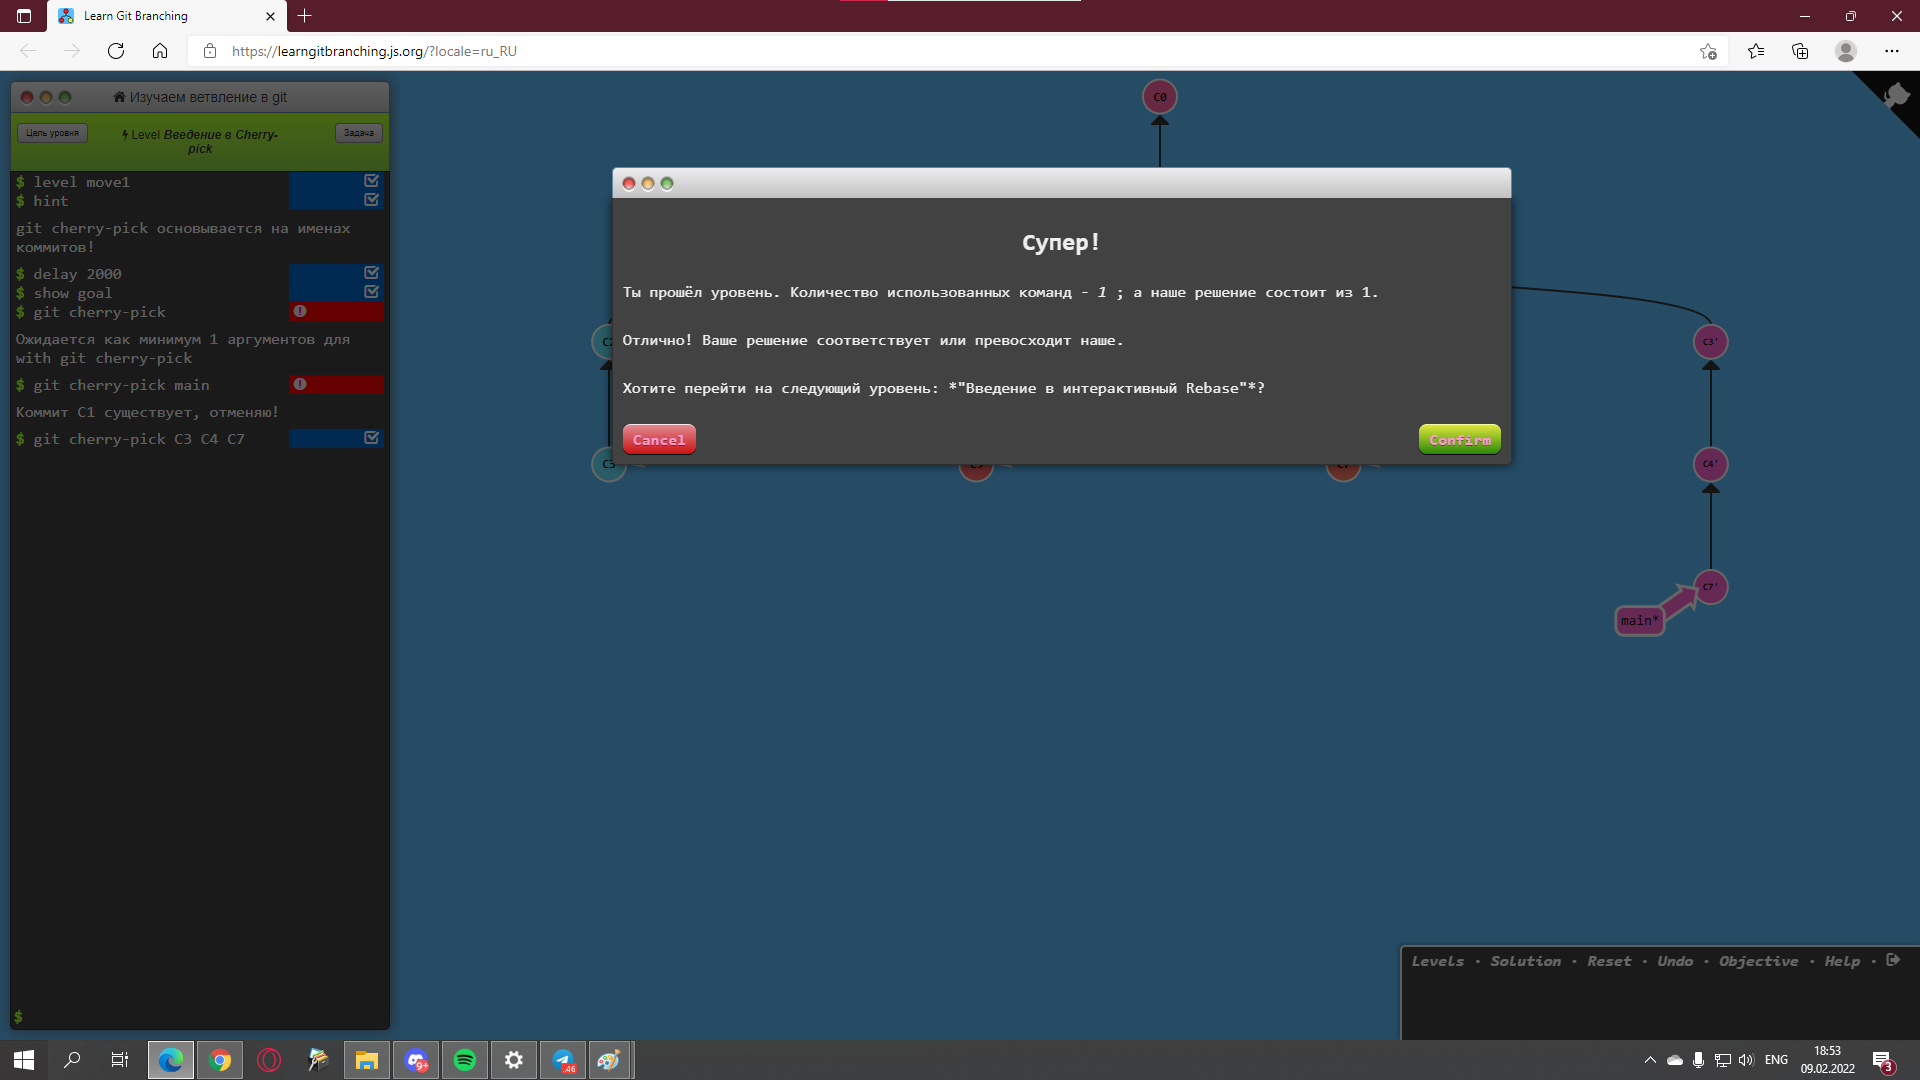 Learn Git Branching
https://learngitbranching.js.org/?locale=ru_RU
Изучаем ветвление в git
Цель уровня
Level Введение в Cherry-
pick
Задача
$ level move1
$ hint
git cherry-pick основывается на именах
коммитов!
$ delay 2000
$ show goal
$ git cherry-pick
Ожидается как минимум 1 аргументов для
with git cherry-pick
$ git cherry-pick main
Коммит C1 существует, отменяю!
$ git cherry-pick C3 C4 C7
$
C0
Супер!
Ты прошёл уровень. Количество использованных команд - 1 ; а наше решение состоит из 1.
Отлично! Ваше решение соответствует или превосходит наше.
Хотите перейти на следующий уровень: *"Введение в интерактивный Rebase"*?
Cancel
Confirm
C3'
C3
C4'
C7'
main*
Levels · Solution · Reset · Undo · Objective · Help ·
9+
46
ENG
18:53
09.02.2022
3